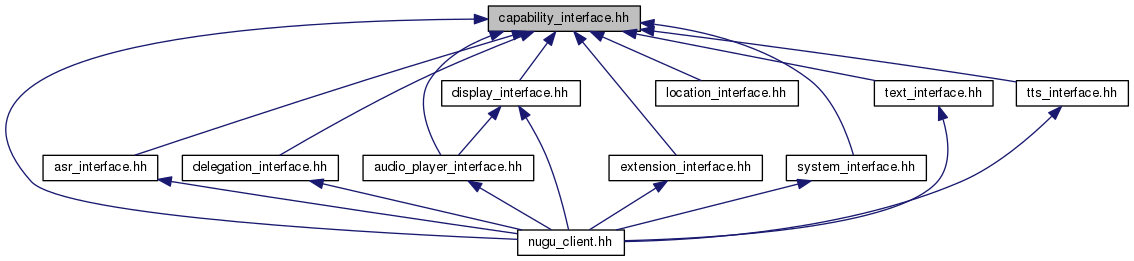 capability_interface.hh
display_interface.hh
location_interface.hh
text_interface.hh
tts_interface.hh
asr_interface.hh
delegation_interface.hh
audio_player_interface.hh
extension_interface.hh
system_interface.hh
nugu_client.hh